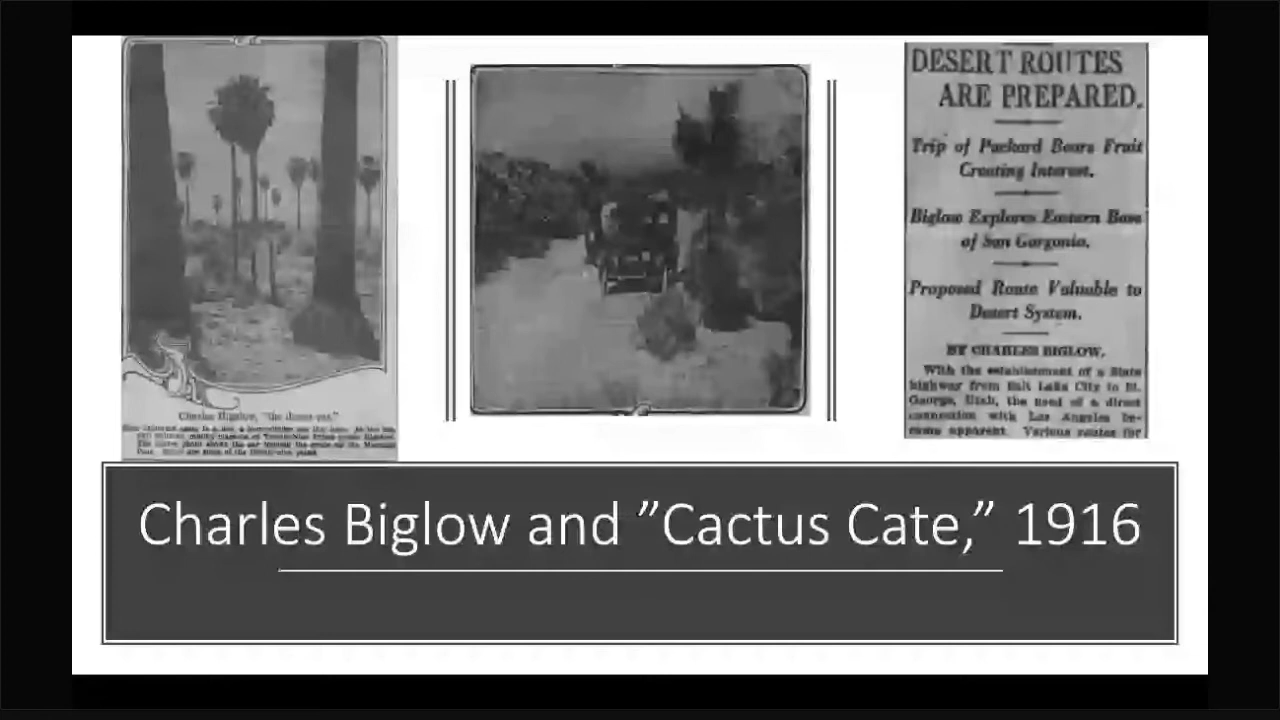 Charles Bigelow, "the desert rat."
DESERT ROUTES
ARE PREPARED.
Trip of Packard Bears Fruit
Creating Interest.
Biglow Explores Eastern Base
of San Gorgonio.
Proposed Route Valuable to
Desert System.
BY CHARLES BIGLOW.
With the establishment of a State
highway from Salt Lake City to St.
George, Utah, the need of a direct
connection with Los Angeles be-
came apparent. Various routes for
Charles Biglow and ”Cactus Cate,” 1916